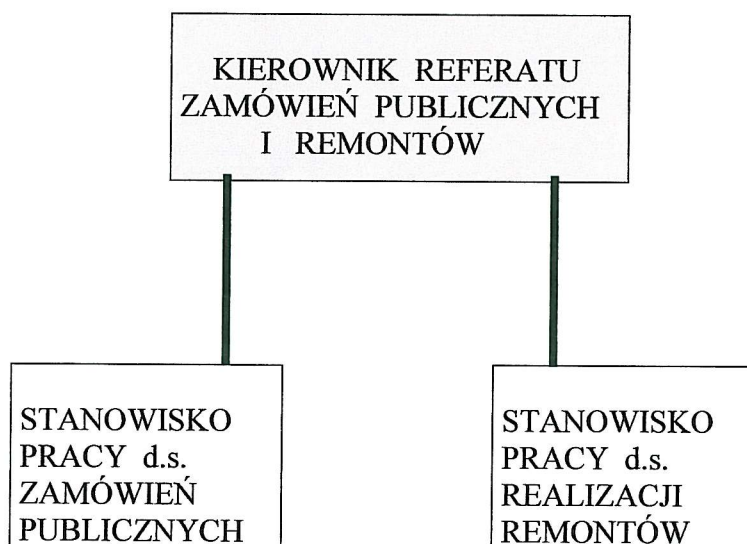 KIEROWNIK REFERATU
ZAMÓWIEŃ PUBLICZNYCH
I REMONTÓW
STANOWISKO
PRACY d.s.
ZAMÓWIEŃ
PUBLICZNYCH
STANOWISKO
PRACY d.s.
REALIZACJI
REMONTÓW